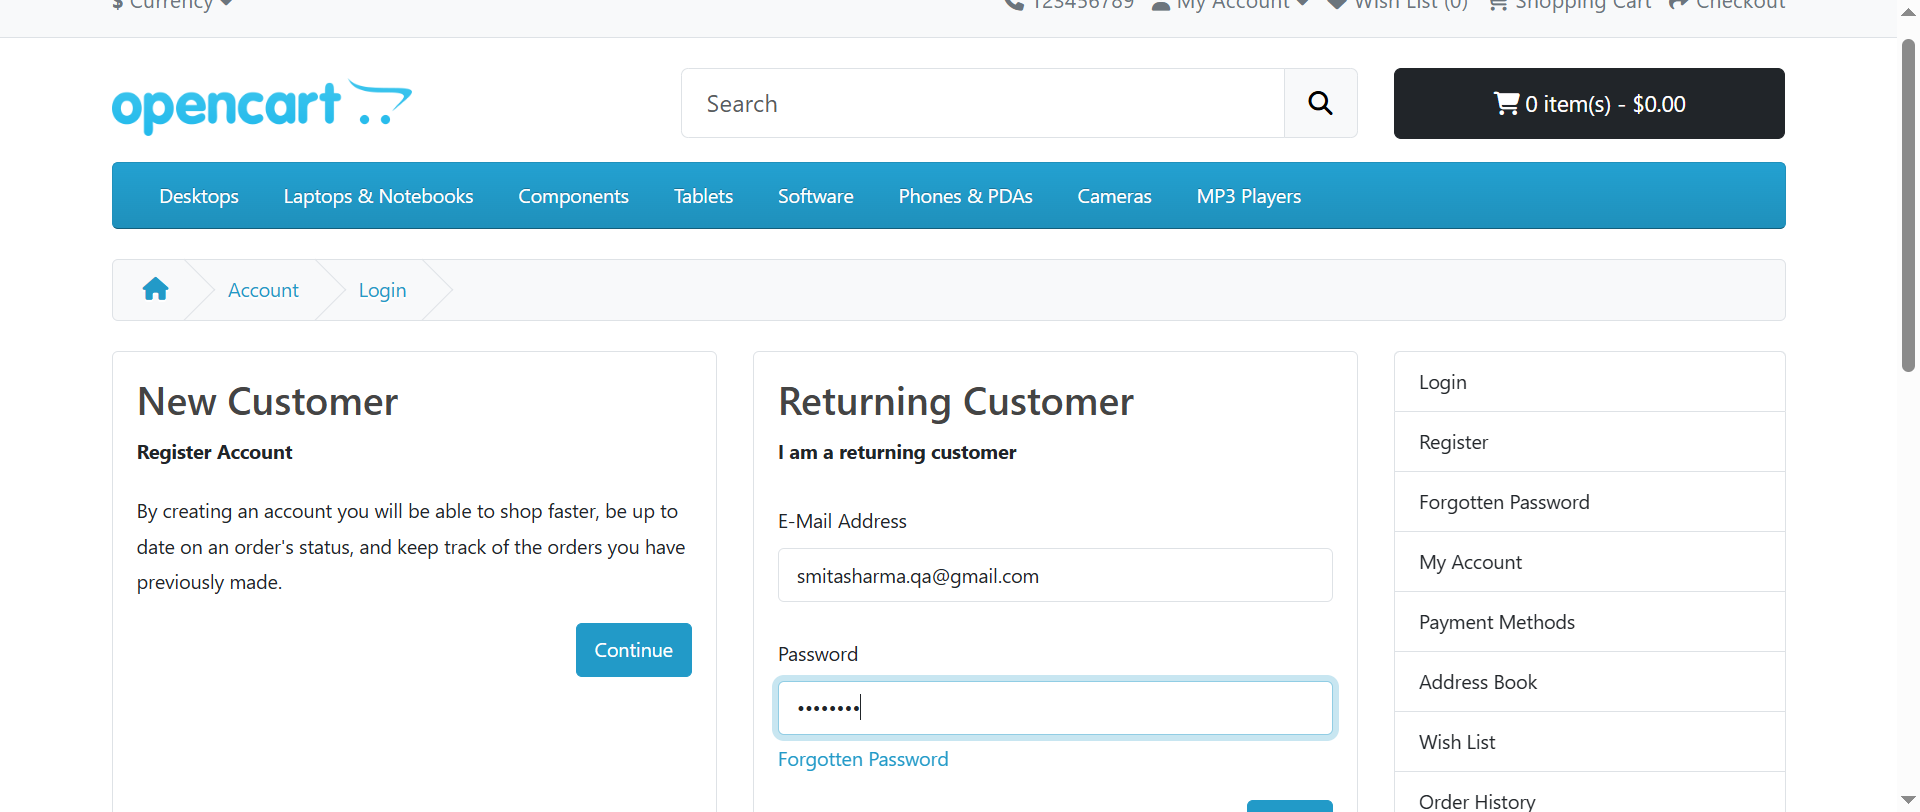 $ Currency
123456789 My Account Wish List (0) Shopping Cart Checkout
opencart
Search
0 item(s) - $0.00
Desktops Laptops & Notebooks Components Tablets Software Phones & PDAs Cameras MP3 Players
Account Login
New Customer
Register Account
By creating an account you will be able to shop faster, be up to
date on an order's status, and keep track of the orders you have
previously made.
Continue
Returning Customer
I am a returning customer
E-Mail Address
smitasharma.qa@gmail.com
Password
••••••••
Forgotten Password
Login
Register
Forgotten Password
My Account
Payment Methods
Address Book
Wish List
Order History